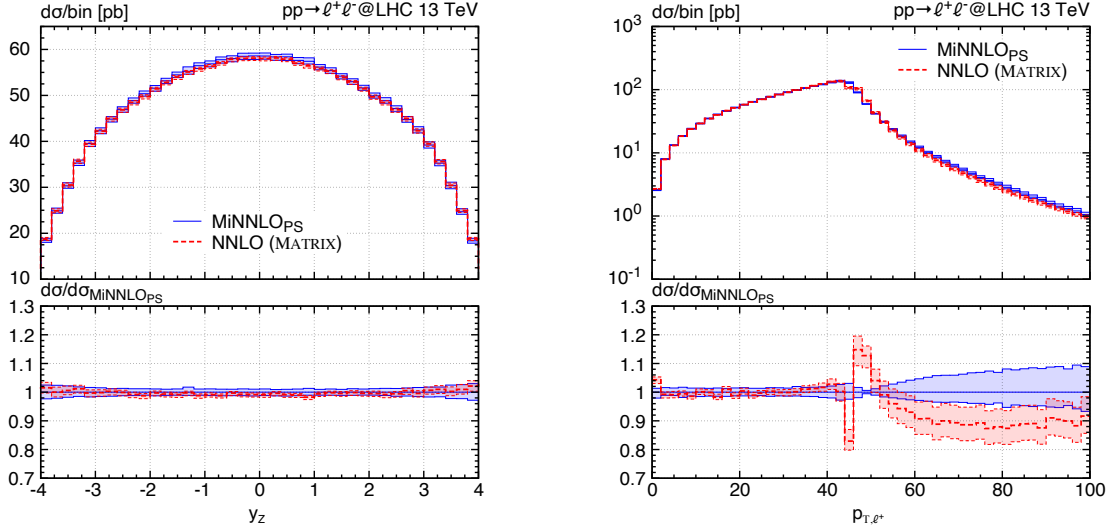 dσ/bin [pb] pp→ℓ⁺ℓ⁻@LHC 13 TeV
60
50
40
30
20
10
MiNNLO_PS
NNLO (MATRIX)
dσ/dσ_MiNNLO_PS
1.3
1.2
1.1
1
0.9
0.8
0.7
-4 -3 -2 -1 0 1 2 3 4
y_Z
dσ/bin [pb] pp→ℓ⁺ℓ⁻@LHC 13 TeV
10³
10²
10¹
10⁰
10⁻¹
MiNNLO_PS
NNLO (MATRIX)
dσ/dσ_MiNNLO_PS
1.3
1.2
1.1
1
0.9
0.8
0.7
0 20 40 60 80 100
p_T,ℓ⁺